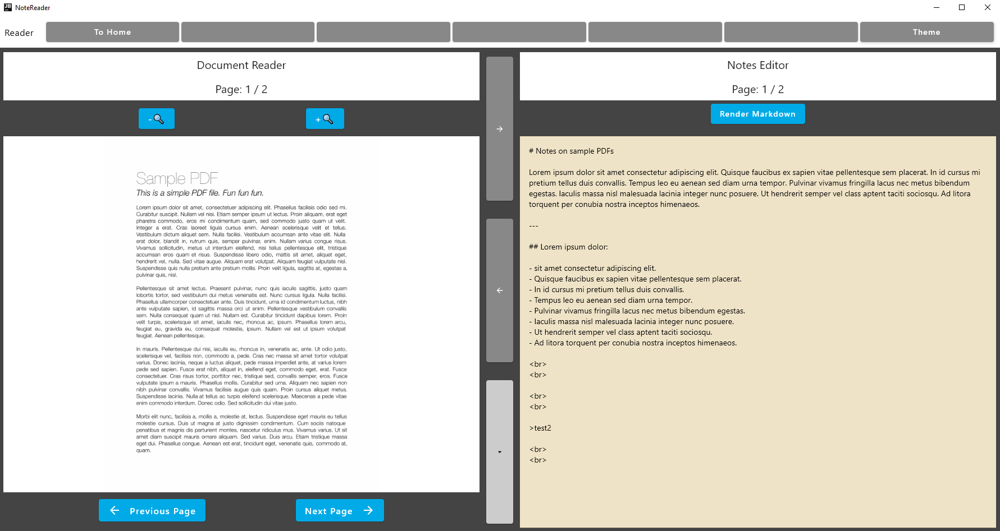 NoteReader
Reader
To Home
Theme
Document Reader
Page: 1 / 2
-
+
Sample PDF
This is a simple PDF file. Fun fun fun.
Lorem ipsum dolor sit amet, consectetuer adipiscing elit. Phasellus facilisis odio sed mi.
Curabitur suscipit. Nullam vel nisi. Etiam semper ipsum ut lectus. Proin aliquam, erat eget
pharetra commodo, eros mi condimentum quam, sed commodo justo quam ut velit.
Integer a erat. Cras laoreet ligula cursus enim. Aenean scelerisque velit et tellus.
Vestibulum dictum aliquet sem. Nulla facilisi. Vestibulum accumsan ante vitae elit. Nulla
erat dolor, blandit in, rutrum quis, semper pulvinar, enim. Nullam varius congue risus.
Vivamus sollicitudin, metus ut interdum eleifend, nisi tellus pellentesque elit, tristique
accumsan eros quam et risus. Suspendisse libero odio, mattis sit amet, aliquet eget,
hendrerit vel, nulla. Sed vitae augue. Aliquam erat volutpat. Aliquam feugiat vulputate nisl.
Suspendisse quis nulla pretium ante pretium mollis. Proin velit ligula, sagittis at, egestas a,
pulvinar quis, nisl.
Pellentesque sit amet lectus. Praesent pulvinar, nunc quis iaculis sagittis, justo quam
lobortis tortor, sed vestibulum dui metus venenatis est. Nunc cursus ligula. Nulla facilisi.
Phasellus ullamcorper consectetuer ante. Duis tincidunt, urna id condimentum luctus, nibh
ante vulputate sapien, id sagittis massa orci ut enim. Pellentesque vestibulum convallis
sem. Nulla consequat quam ut nisl. Nullam est. Curabitur tincidunt dapibus lorem. Proin
velit turpis, scelerisque sit amet, iaculis nec, rhoncus ac, ipsum. Phasellus lorem arcu,
feugiat eu, gravida eu, consequat molestie, ipsum. Nullam vel est ut ipsum volutpat
feugiat. Aenean pellentesque.
In mauris. Pellentesque dui nisi, iaculis eu, rhoncus in, venenatis ac, ante. Ut odio justo,
scelerisque vel, facilisis non, commodo a, pede. Cras nec massa sit amet tortor volutpat
varius. Donec lacinia, neque a luctus aliquet, pede massa imperdiet ante, at varius lorem
pede sed sapien. Fusce erat nibh, aliquet in, eleifend eget, commodo eget, erat. Fusce
consectetuer. Cras risus tortor, porttitor nec, tristique sed, convallis semper, eros. Fusce
vulputate ipsum a mauris. Phasellus mollis. Curabitur sed urna. Aliquam nec sapien non
nibh pulvinar convallis. Vivamus facilisis augue quis quam. Proin cursus aliquet metus.
Suspendisse lacinia. Nulla at tellus ac turpis eleifend scelerisque. Maecenas a pede vitae
enim commodo interdum. Donec odio. Sed sollicitudin dui vitae justo.
Morbi elit nunc, facilisis a, mollis a, molestie at, lectus. Suspendisse eget mauris eu tellus
molestie cursus. Duis ut magna at justo dignissim condimentum. Cum sociis natoque
penatibus et magnis dis parturient montes, nascetur ridiculus mus. Vivamus varius. Ut sit
amet diam suscipit mauris ornare aliquam. Sed varius. Duis arcu. Etiam tristique massa
eget dui. Phasellus congue. Aenean est erat, tincidunt eget, venenatis quis, commodo at,
quam.
Previous Page
Next Page
Notes Editor
Page: 1 / 2
Render Markdown
# Notes on sample PDFs
Lorem ipsum dolor sit amet consectetur adipiscing elit. Quisque faucibus ex sapien vitae pellentesque sem placerat. In id cursus mi
pretium tellus duis convallis. Tempus leo eu aenean sed diam urna tempor. Pulvinar vivamus fringilla lacus nec metus bibendum
egestas. Iaculis massa nisl malesuada lacinia integer nunc posuere. Ut hendrerit semper vel class aptent taciti sociosqu. Ad litora
torquent per conubia nostra inceptos himenaeos.
---
## Lorem ipsum dolor:
- sit amet consectetur adipiscing elit.
- Quisque faucibus ex sapien vitae pellentesque sem placerat.
- In id cursus mi pretium tellus duis convallis.
- Tempus leo eu aenean sed diam urna tempor.
- Pulvinar vivamus fringilla lacus nec metus bibendum egestas.
- Iaculis massa nisl malesuada lacinia integer nunc posuere.
- Ut hendrerit semper vel class aptent taciti sociosqu.
- Ad litora torquent per conubia nostra inceptos himenaeos.
<br>
<br>
<br>
<br>
>test2
<br>
<br>